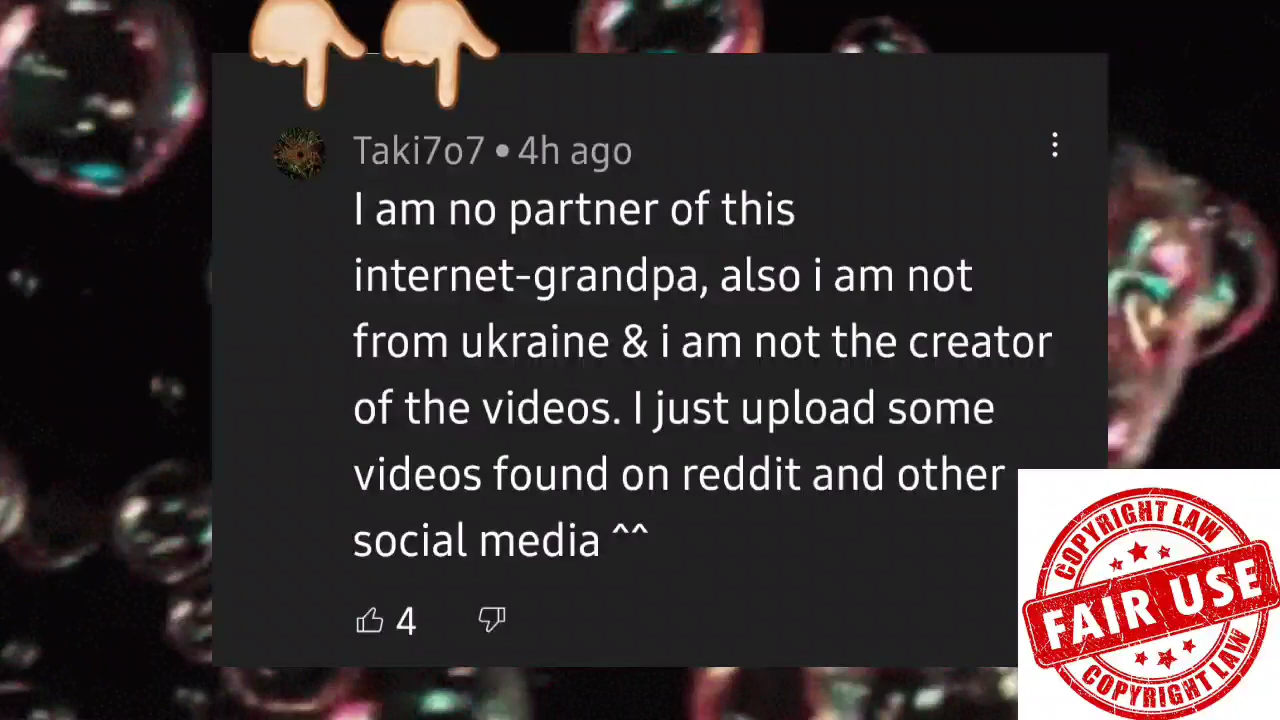 Taki7o7 • 4h ago
I am no partner of this
internet-grandpa, also i am not
from ukraine & i am not the creator
of the videos. I just upload some
videos found on reddit and other
social media ^^
4
COPYRIGHT LAW
FAIR USE
COPYRIGHT LAW